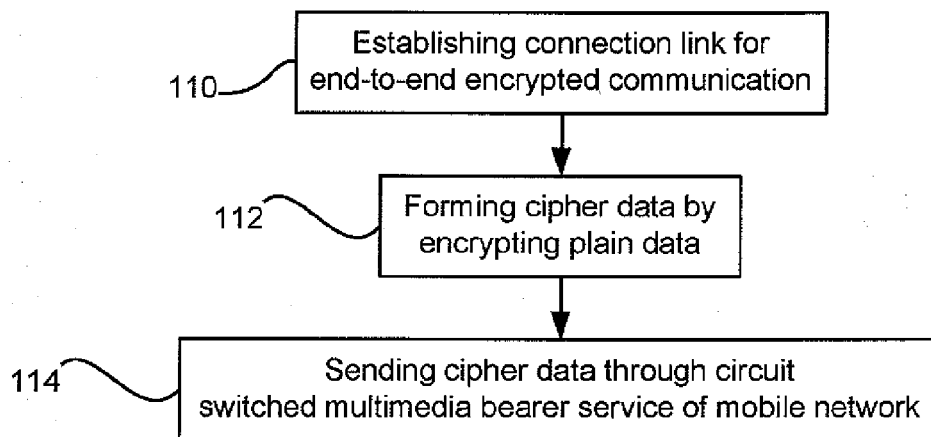 Establishing connection link for
end-to-end encrypted communication
110
Forming cipher data by
encrypting plain data
112
Sending cipher data through circuit
switched multimedia bearer service of mobile network
114